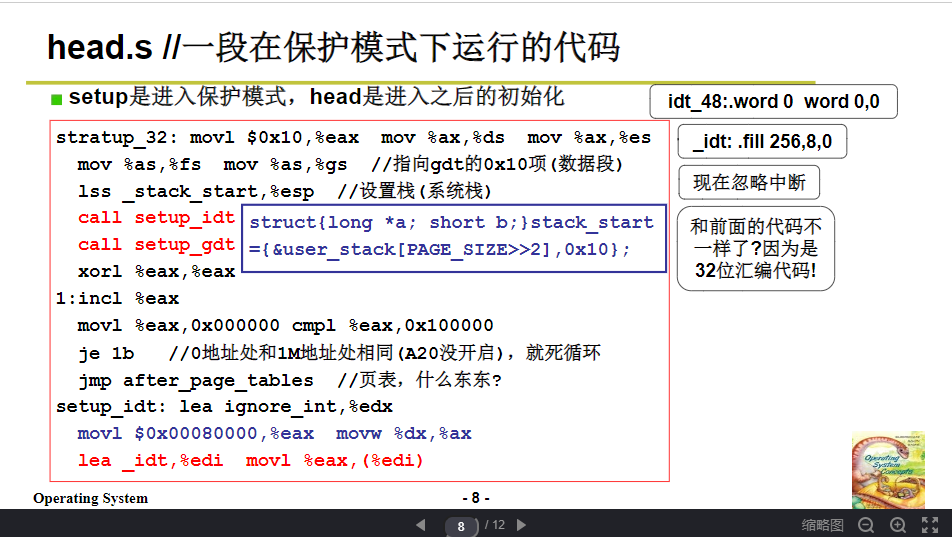 head.s //一段在保护模式下运行的代码
setup是进入保护模式，head是进入之后的初始化
idt_48:.word 0  word 0,0
_idt: .fill 256,8,0
现在忽略中断
和前面的代码不
一样了?因为是
32位汇编代码!
stratup_32: movl $0x10,%eax  mov %ax,%ds  mov %ax,%es
mov %as,%fs  mov %as,%gs  //指向gdt的0x10项(数据段)
lss _stack_start,%esp  //设置栈(系统栈)
call setup_idt
call setup_gdt
struct{long *a; short b;}stack_start
={&user_stack[PAGE_SIZE>>2],0x10};
xorl %eax,%eax
1:incl %eax
movl %eax,0x000000 cmpl %eax,0x100000
je 1b   //0地址处和1M地址处相同(A20没开启)，就死循环
jmp after_page_tables  //页表，什么东东?
setup_idt: lea ignore_int,%edx
movl $0x00080000,%eax  movw %dx,%ax
lea _idt,%edi  movl %eax,(%edi)
Operating System
- 8 -
Operating
System
Concepts
8 / 12
缩略图